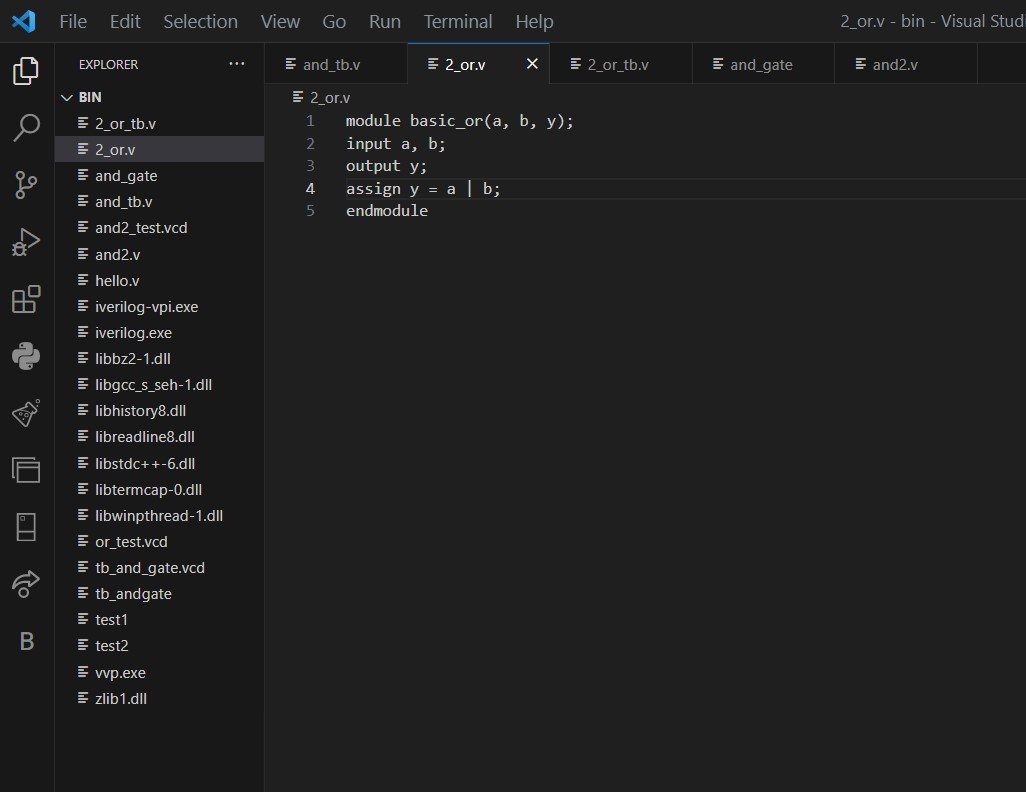 File Edit Selection View Go Run Terminal Help 2_or.v - bin - Visual Studi
EXPLORER ...
and_tb.v 2_or.v 2_or_tb.v and_gate and2.v
BIN
2_or_tb.v
2_or.v
and_gate
and_tb.v
and2_test.vcd
and2.v
hello.v
iverilog-vpi.exe
iverilog.exe
libbz2-1.dll
libgcc_s_seh-1.dll
libhistory8.dll
libreadline8.dll
libstdc++-6.dll
libtermcap-0.dll
libwinpthread-1.dll
or_test.vcd
tb_and_gate.vcd
tb_andgate
test1
test2
vvp.exe
zlib1.dll
B
2_or.v
1 module basic_or(a, b, y);
2 input a, b;
3 output y;
4 assign y = a | b;
5 endmodule